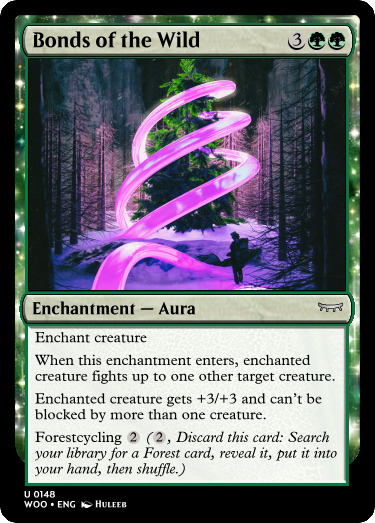 Bonds of the Wild 3
Enchantment — Aura
Enchant creature
When this enchantment enters, enchanted
creature fights up to one other target creature.
Enchanted creature gets +3/+3 and can't be
blocked by more than one creature.
Forestcycling 2 (2, Discard this card: Search
your library for a Forest card, reveal it, put it into
your hand, then shuffle.)
U 0148
WOO • ENG Huleeb